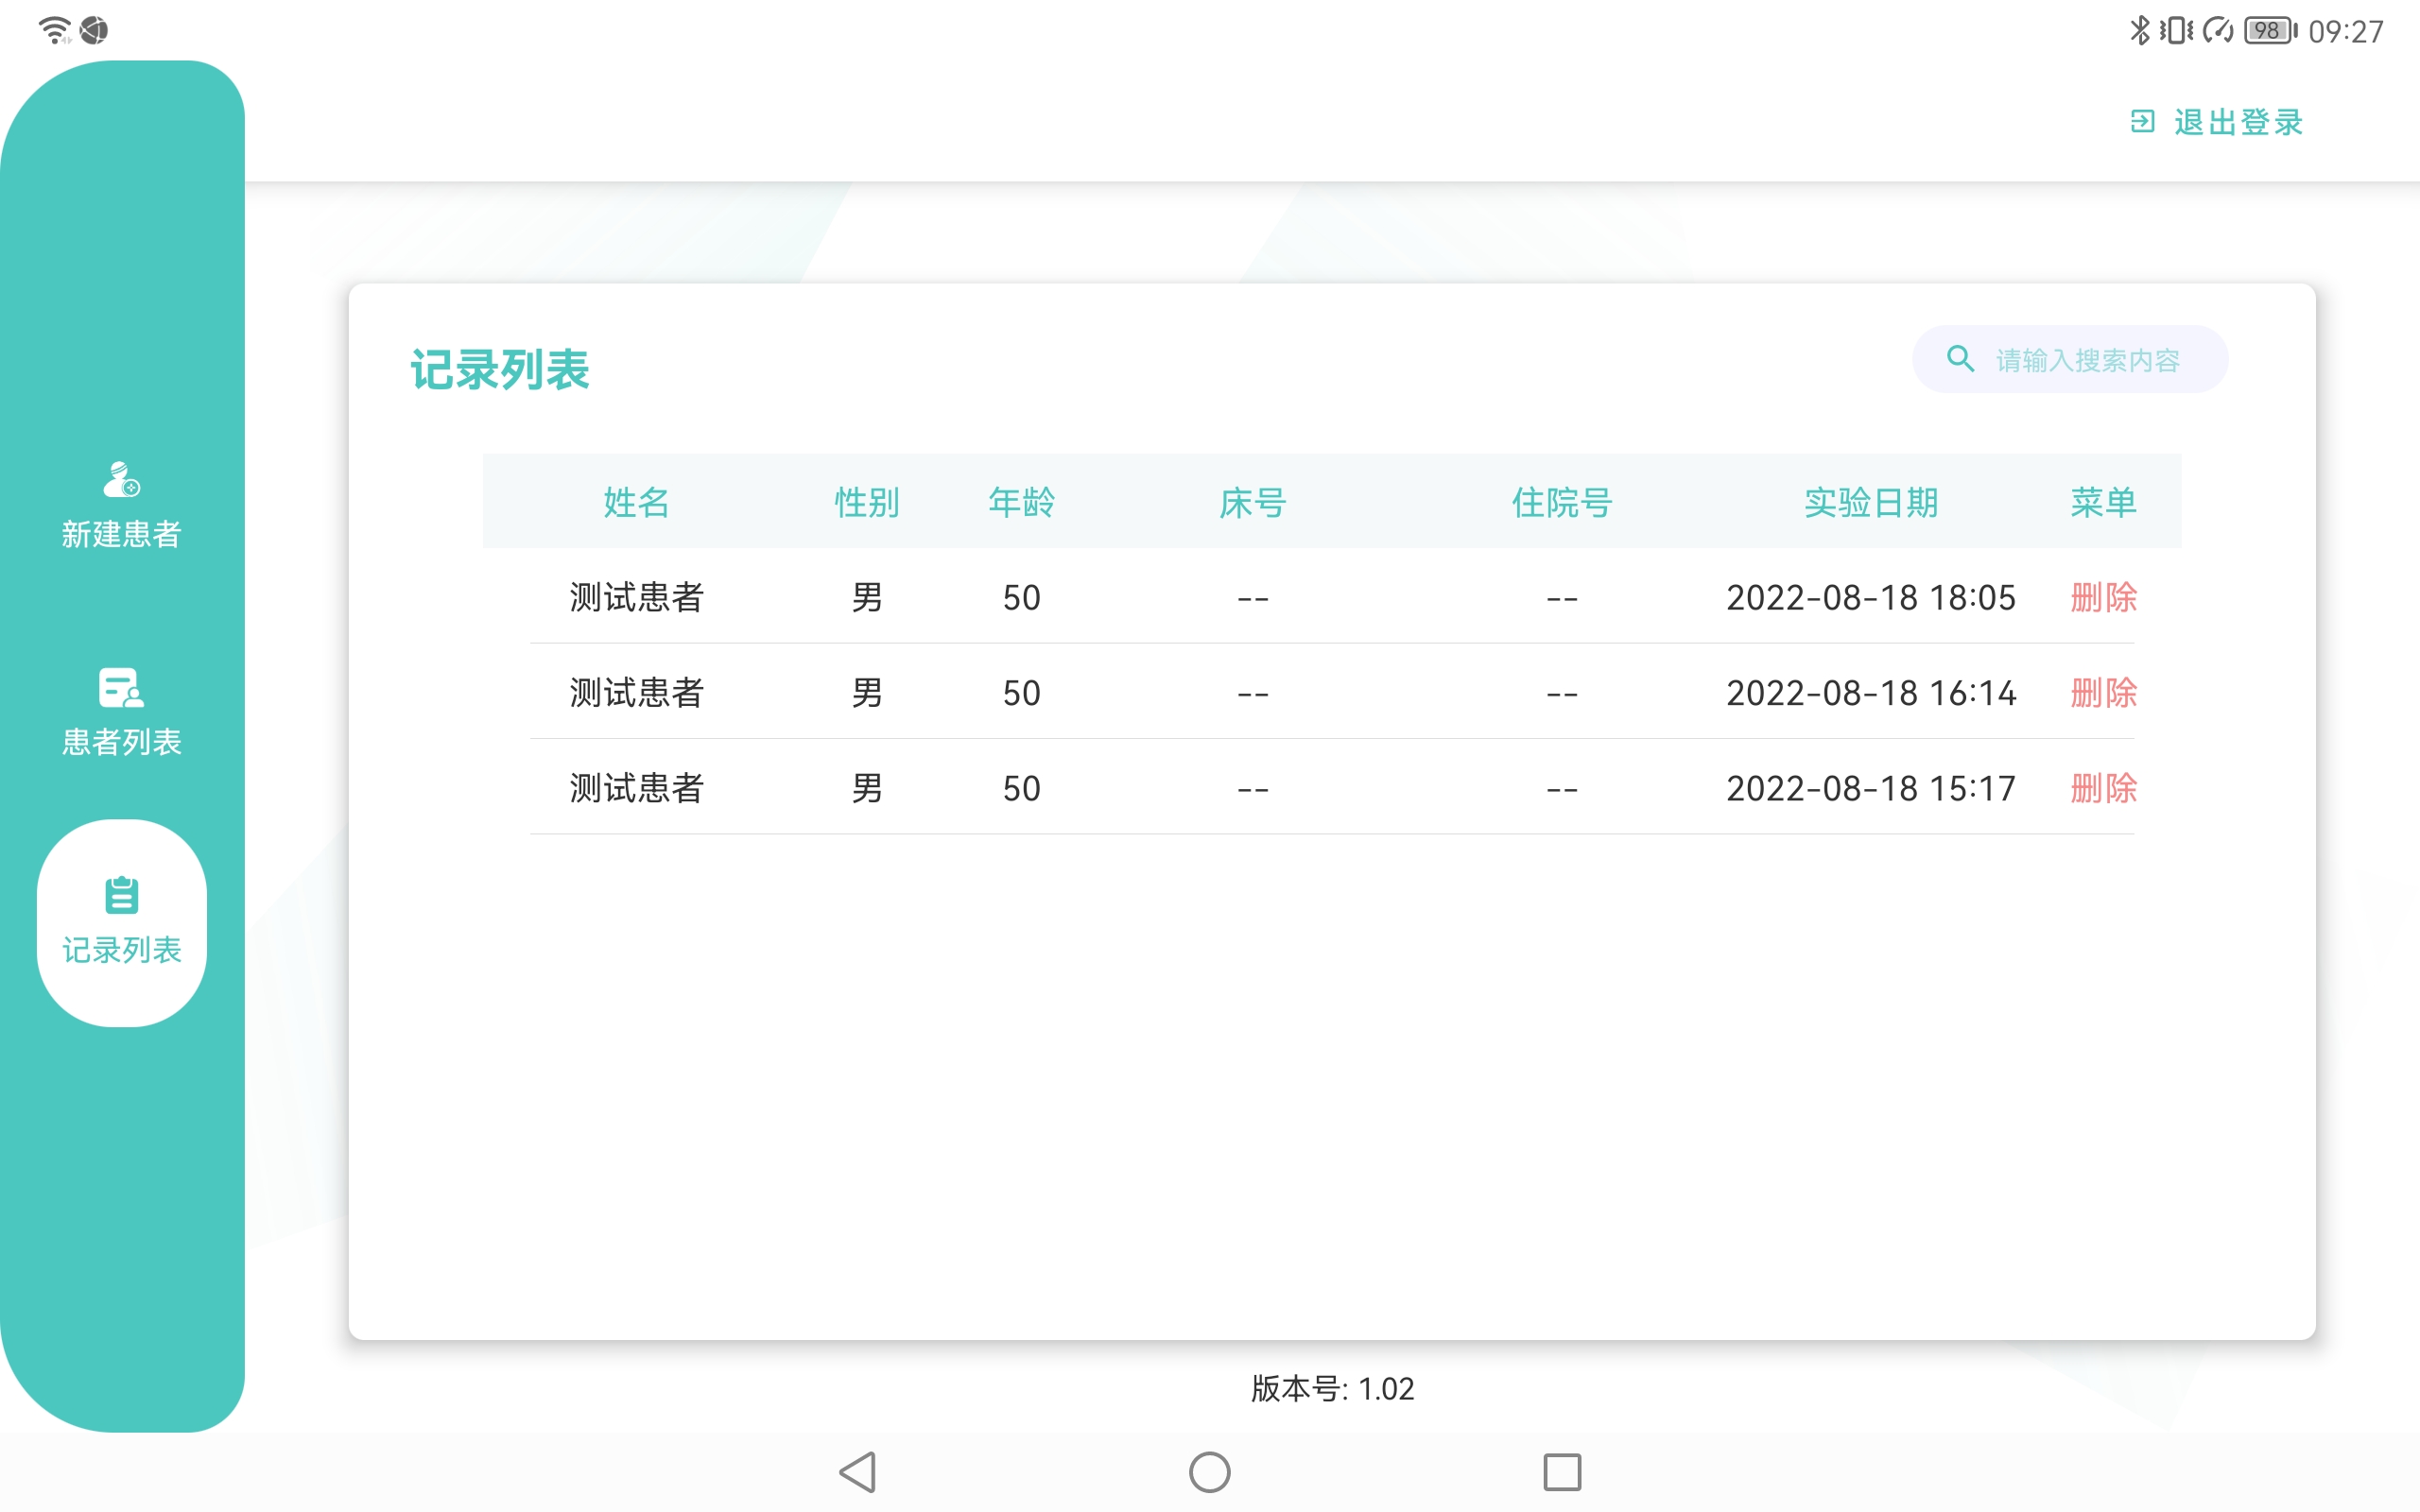 98 09:27
退出登录
新建患者
患者列表
记录列表
记录列表
请输入搜索内容
姓名 性别 年龄 床号 住院号 实验日期 菜单
测试患者 男 50 -- -- 2022-08-18 18:05 删除
测试患者 男 50 -- -- 2022-08-18 16:14 删除
测试患者 男 50 -- -- 2022-08-18 15:17 删除
版本号: 1.02